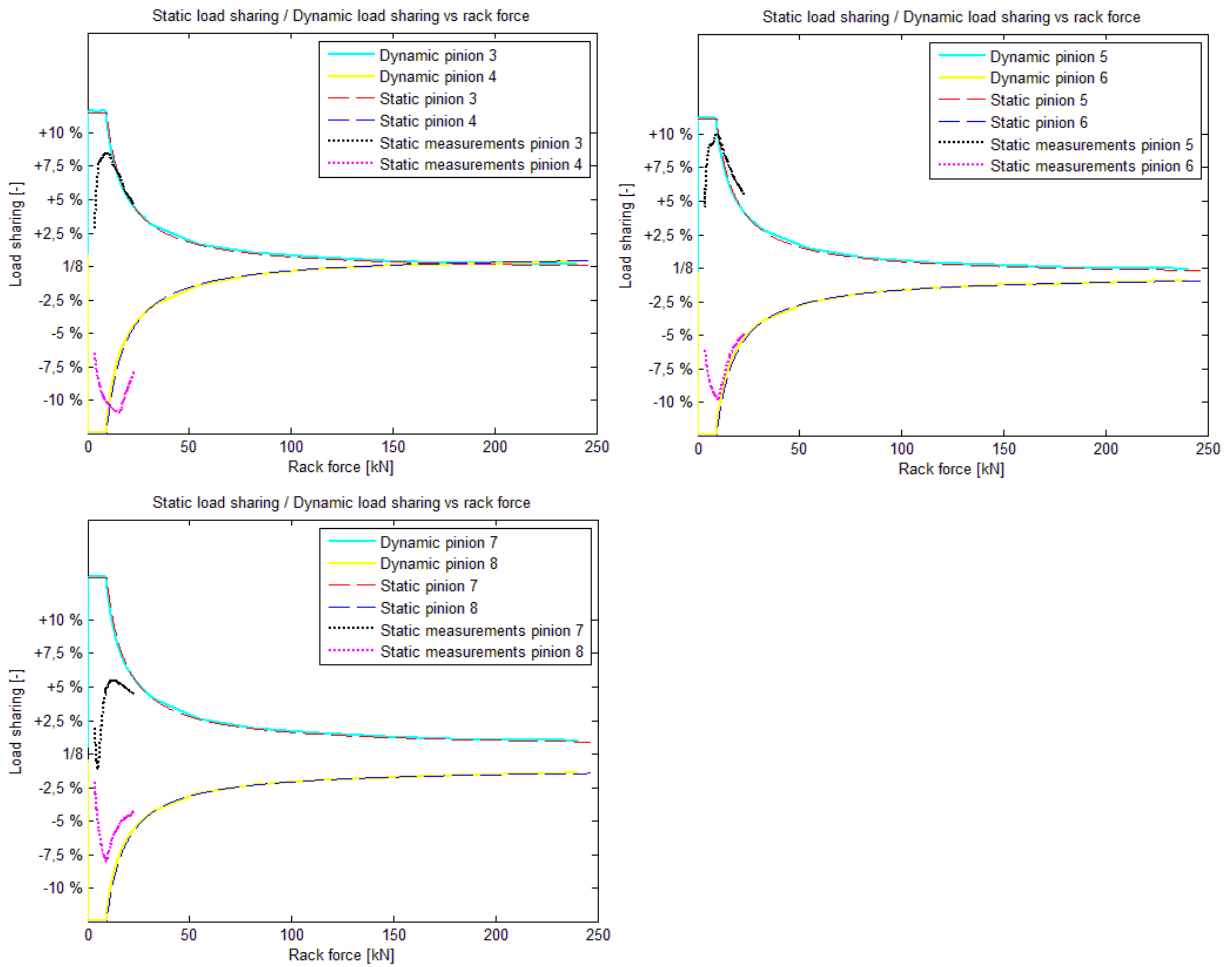 Static load sharing / Dynamic load sharing vs rack force
Dynamic pinion 3
Dynamic pinion 4
Static pinion 3
Static pinion 4
Static measurements pinion 3
Static measurements pinion 4
+10 %
+7,5 %
+5 %
+2,5 %
1/8
-2,5 %
-5 %
-7,5 %
-10 %
Load sharing [-]
0
50
100
150
200
250
Rack force [kN]
Static load sharing / Dynamic load sharing vs rack force
Dynamic pinion 5
Dynamic pinion 6
Static pinion 5
Static pinion 6
Static measurements pinion 5
Static measurements pinion 6
+10 %
+7,5 %
+5 %
+2,5 %
1/8
-2,5 %
-5 %
-7,5 %
-10 %
Load sharing [-]
0
50
100
150
200
250
Rack force [kN]
Static load sharing / Dynamic load sharing vs rack force
Dynamic pinion 7
Dynamic pinion 8
Static pinion 7
Static pinion 8
Static measurements pinion 7
Static measurements pinion 8
+10 %
+7,5 %
+5 %
+2,5 %
1/8
-2,5 %
-5 %
-7,5 %
-10 %
Load sharing [-]
0
50
100
150
200
250
Rack force [kN]